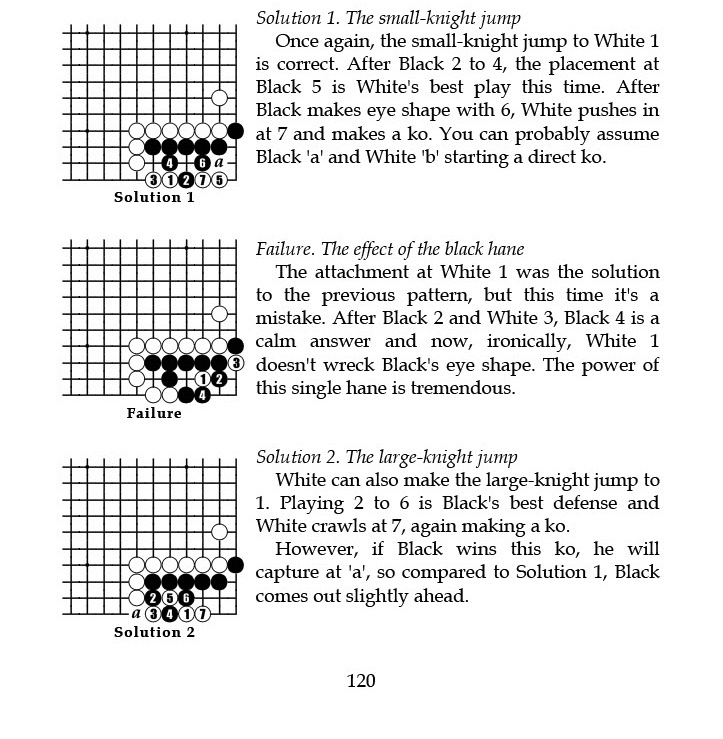 Solution 1. The small-knight jump
Once again, the small-knight jump to White 1
is correct. After Black 2 to 4, the placement at
Black 5 is White's best play this time. After
Black makes eye shape with 6, White pushes in
at 7 and makes a ko. You can probably assume
Black 'a' and White 'b' starting a direct ko.
4 6 a
3 1 2 7 5
Solution 1
Failure. The effect of the black hane
The attachment at White 1 was the solution
to the previous pattern, but this time it's a
mistake. After Black 2 and White 3, Black 4 is a
calm answer and now, ironically, White 1
doesn't wreck Black's eye shape. The power of
this single hane is tremendous.
3
1 2
4
Failure
Solution 2. The large-knight jump
White can also make the large-knight jump to
1. Playing 2 to 6 is Black's best defense and
White crawls at 7, again making a ko.
However, if Black wins this ko, he will
capture at 'a', so compared to Solution 1, Black
comes out slightly ahead.
2 5 6
a 3 4 1 7
Solution 2
120